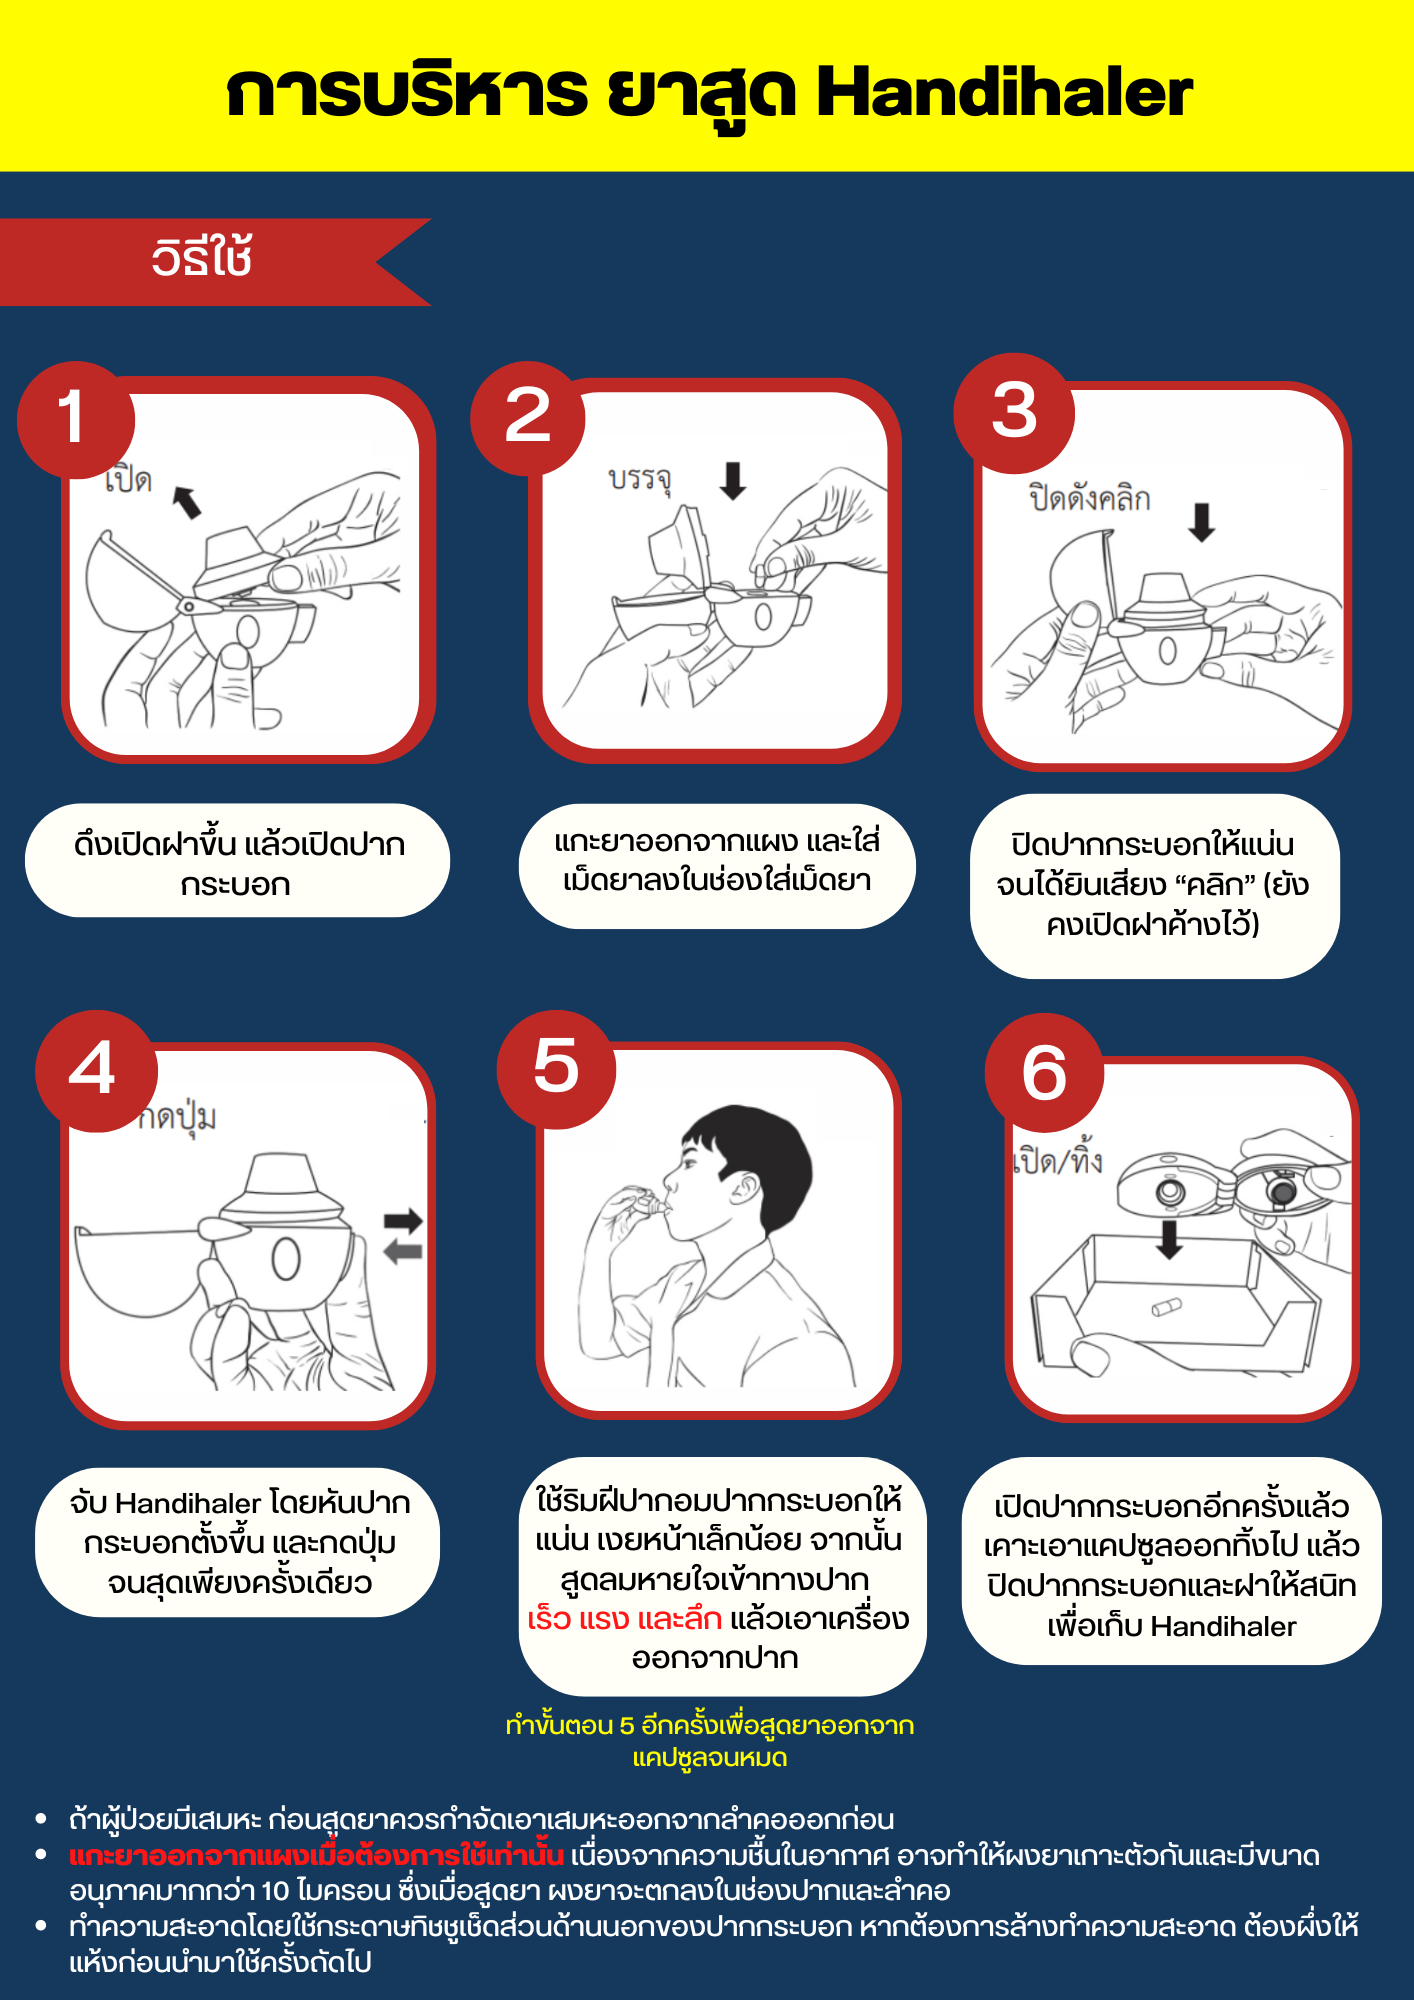 การบริหาร ยาสูด Handihaler
วิธีใช้
1
เปิด
2
บรรจุ
3
ปิดดังคลิก
ดึงเปิดฝาขึ้น แล้วเปิดปาก
กระบอก
แกะยาออกจากแผง และใส่
เม็ดยาลงในช่องใส่เม็ดยา
ปิดปากกระบอกให้แน่น
จนได้ยินเสียง “คลิก” (ยัง
คงเปิดฝาค้างไว้)
4
กดปุ่ม
5
6
เปิด/ทิ้ง
จับ Handihaler โดยหันปาก
กระบอกตั้งขึ้น และกดปุ่ม
จนสุดเพียงครั้งเดียว
ใช้ริมฝีปากอมปากกระบอกให้
แน่น เงยหน้าเล็กน้อย จากนั้น
สูดลมหายใจเข้าทางปาก
เร็ว แรง และลึก แล้วเอาเครื่อง
ออกจากปาก
เปิดปากกระบอกอีกครั้งแล้ว
เคาะเอาแคปซูลออกทิ้งไป แล้ว
ปิดปากกระบอกและฝาให้สนิท
เพื่อเก็บ Handihaler
ทำขั้นตอน 5 อีกครั้งเพื่อสูดยาออกจาก
แคปซูลจนหมด
• ถ้าผู้ป่วยมีเสมหะ ก่อนสูดยาควรกำจัดเอาเสมหะออกจากลำคอออกก่อน
• แกะยาออกจากแผงเมื่อต้องการใช้เท่านั้น เนื่องจากความชื้นในอากาศ อาจทำให้ผงยาเกาะตัวกันและมีขนาด
อนุภาคมากกว่า 10 ไมครอน ซึ่งเมื่อสูดยา ผงยาจะตกลงในช่องปากและลำคอ
• ทำความสะอาดโดยใช้กระดาษทิชชูเช็ดส่วนด้านนอกของปากกระบอก หากต้องการล้างทำความสะอาด ต้องผึ่งให้
แห้งก่อนนำมาใช้ครั้งถัดไป